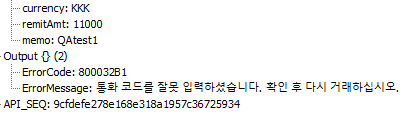 currency: KKK
remitAmt: 11000
memo: QAtest1
Output {} (2)
ErrorCode: 800032B1
ErrorMessage: 통화 코드를 잘못 입력하셨습니다. 확인 후 다시 거래하십시오.
API_SEQ: 9cfdefe278e168e318a1957c36725934